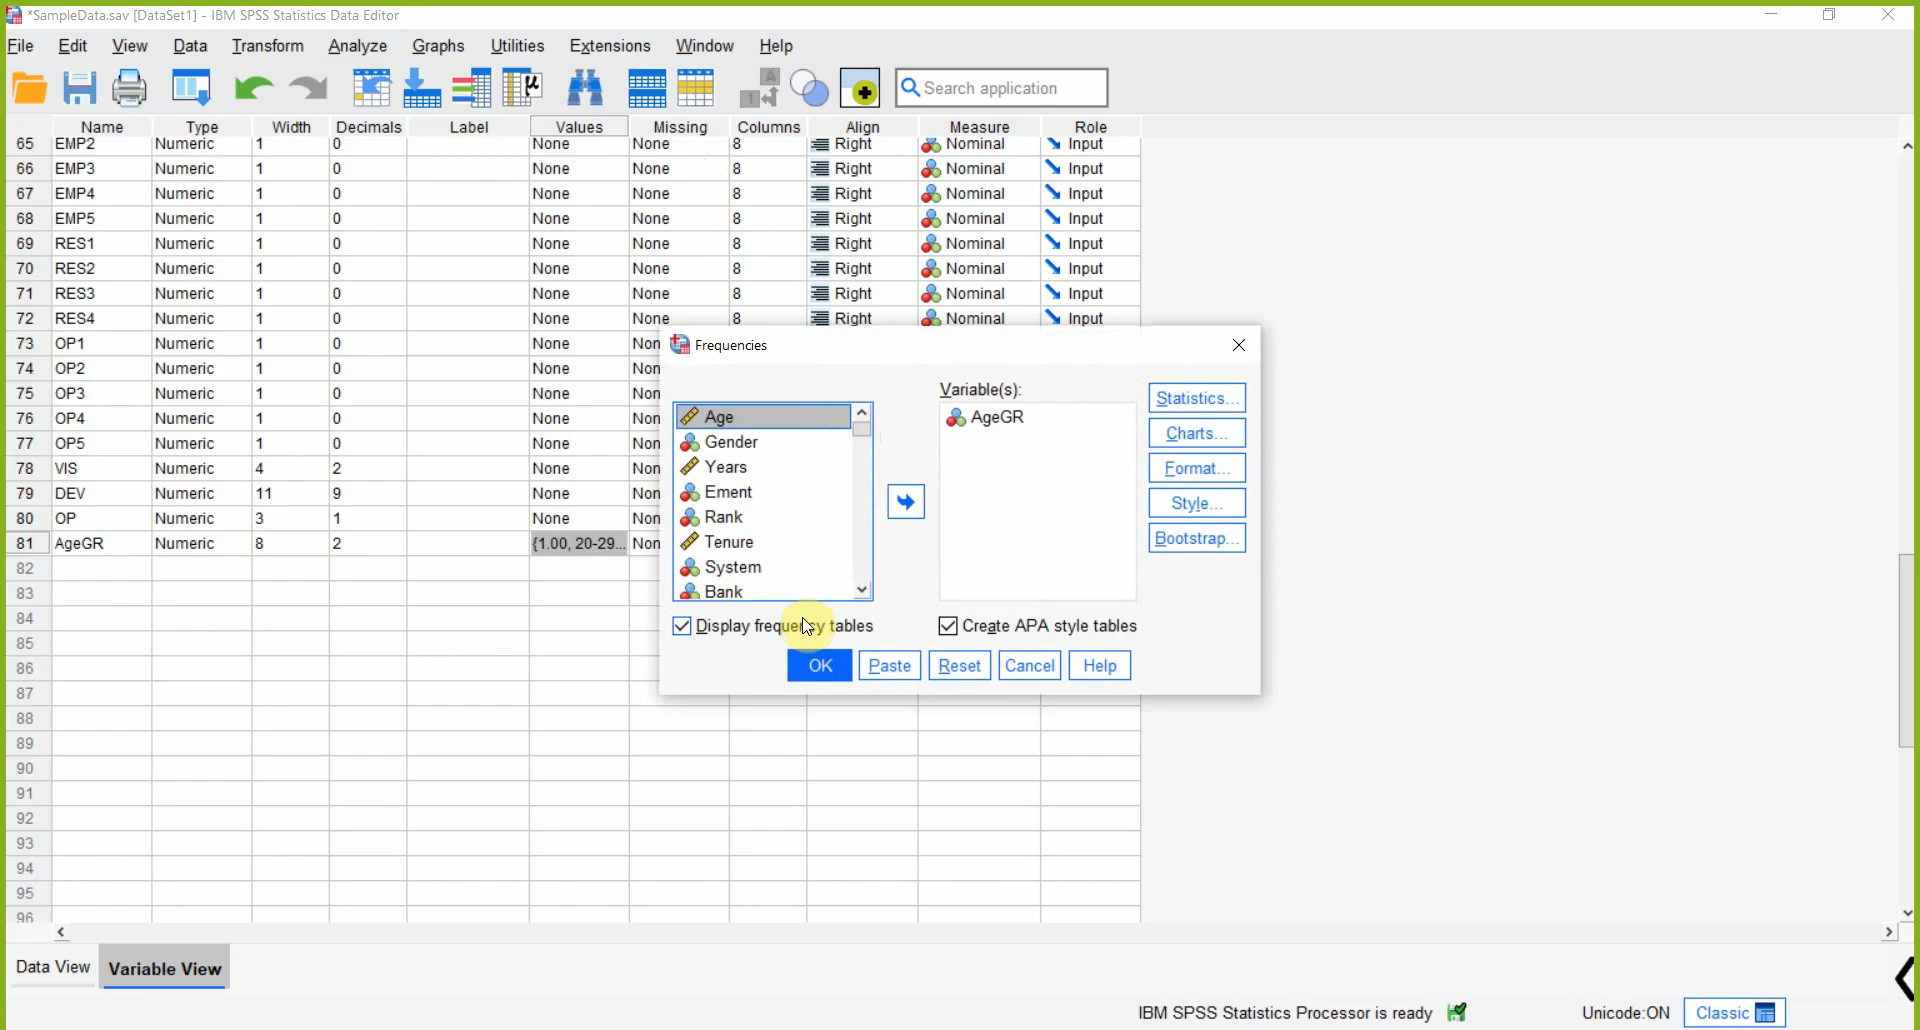 *SampleData.sav [DataSet1] - IBM SPSS Statistics Data Editor
File Edit View Data Transform Analyze Graphs Utilities Extensions Window Help
Search application
Name Type Width Decimals Label Values Missing Columns Align Measure Role
65 EMP2 Numeric 1 0 None None 8 Right Nominal Input
66 EMP3 Numeric 1 0 None None 8 Right Nominal Input
67 EMP4 Numeric 1 0 None None 8 Right Nominal Input
68 EMP5 Numeric 1 0 None None 8 Right Nominal Input
69 RES1 Numeric 1 0 None None 8 Right Nominal Input
70 RES2 Numeric 1 0 None None 8 Right Nominal Input
71 RES3 Numeric 1 0 None None 8 Right Nominal Input
72 RES4 Numeric 1 0 None None 8 Right Nominal Input
73 OP1 Numeric 1 0 None Non
74 OP2 Numeric 1 0 None Non
75 OP3 Numeric 1 0 None Non
76 OP4 Numeric 1 0 None Non
77 OP5 Numeric 1 0 None Non
78 VIS Numeric 4 2 None Non
79 DEV Numeric 11 9 None Non
80 OP Numeric 3 1 None Non
81 AgeGR Numeric 8 2 {1.00, 20-29... Non
82
83
84
85
86
87
88
89
90
91
92
93
94
95
96
Frequencies
Variable(s):
Age
Gender
Years
Ement
Rank
Tenure
System
Bank
AgeGR
Statistics...
Charts...
Format...
Style...
Bootstrap...
Display frequency tables
Create APA style tables
OK Paste Reset Cancel Help
Data View Variable View
IBM SPSS Statistics Processor is ready Unicode:ON Classic